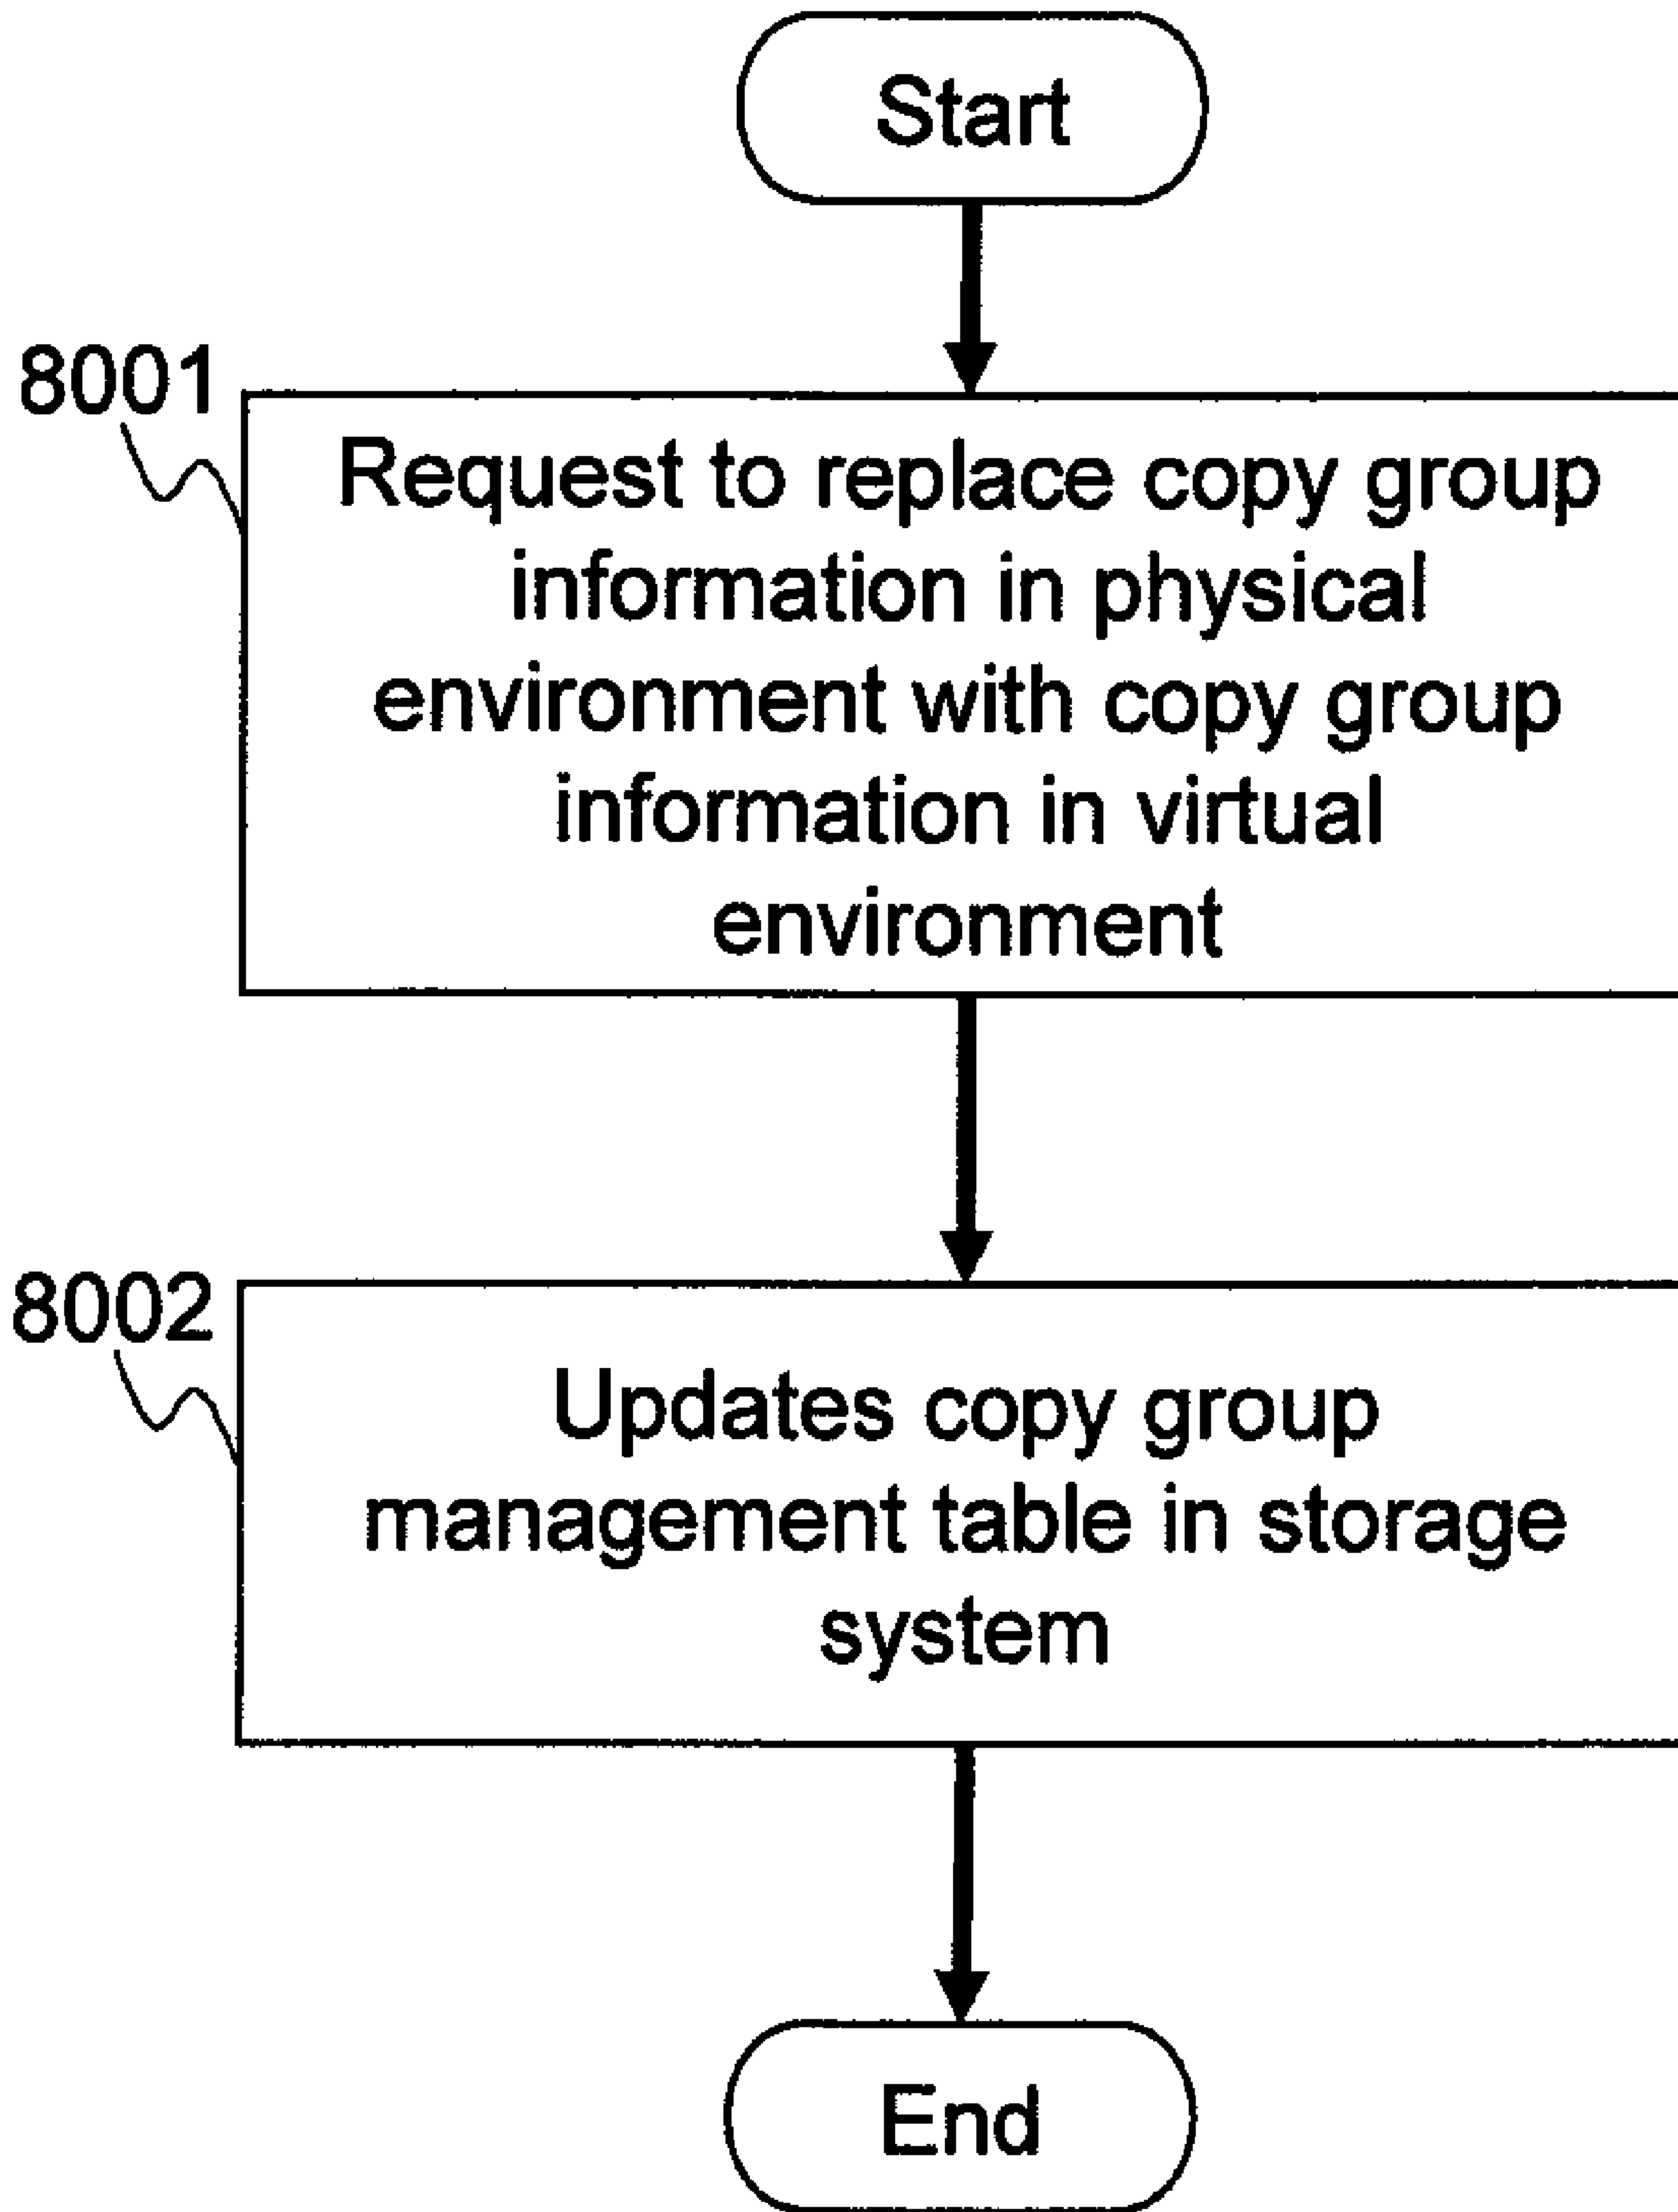 Start
8001
Request to replace copy group
information in physical
environment with copy group
information in virtual
environment
8002
Updates copy group
management table in storage
system
End